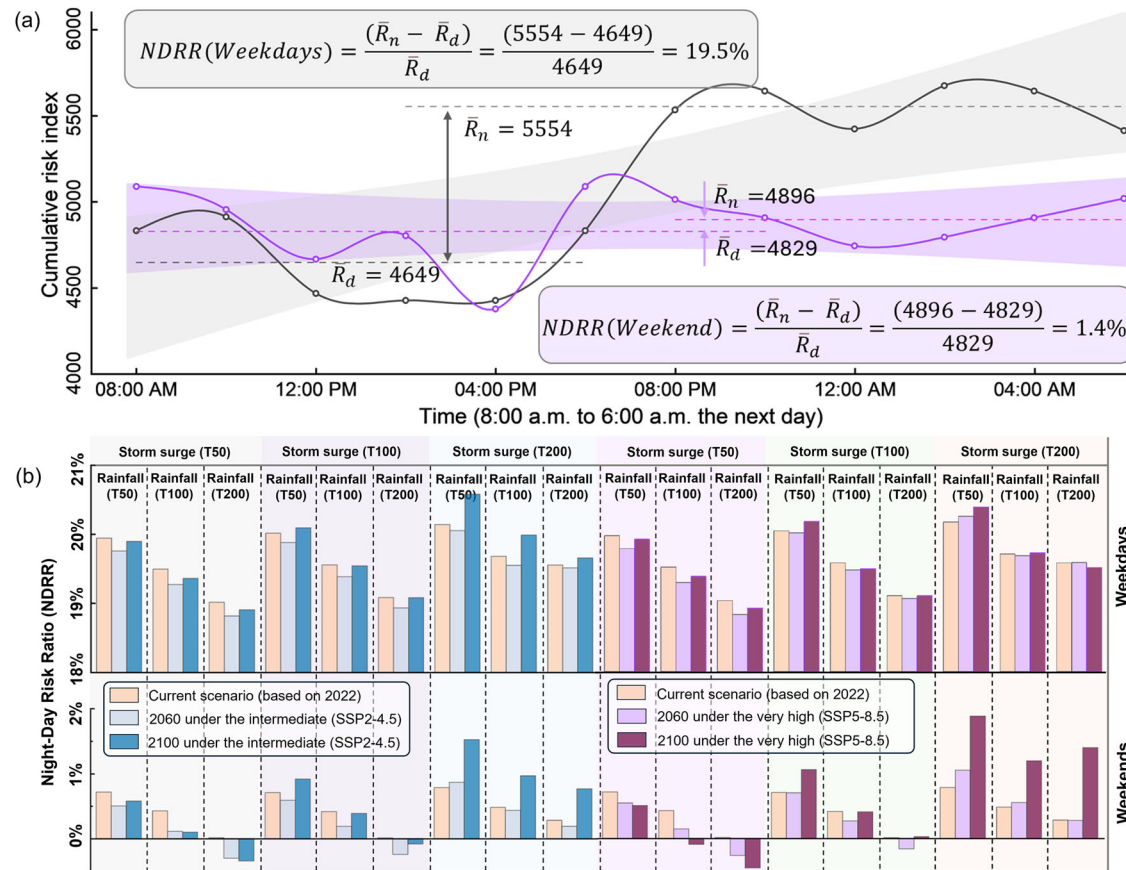 (a)
Cumulative risk index
6000
5500
5000
4500
4000
NDRR(Weekdays) = (R̄n − R̄d) / R̄d = (5554 − 4649) / 4649 = 19.5%
R̄n = 5554
R̄d = 4649
R̄n = 4896
R̄d = 4829
NDRR(Weekend) = (R̄n − R̄d) / R̄d = (4896 − 4829) / 4829 = 1.4%
08:00 AM 12:00 PM 04:00 PM 08:00 PM 12:00 AM 04:00 AM
Time (8:00 a.m. to 6:00 a.m. the next day)
(b)
Storm surge (T50) Storm surge (T100) Storm surge (T200) Storm surge (T50) Storm surge (T100) Storm surge (T200)
Rainfall Rainfall Rainfall Rainfall Rainfall Rainfall Rainfall Rainfall Rainfall Rainfall Rainfall Rainfall Rainfall Rainfall Rainfall Rainfall Rainfall Rainfall
(T50) (T100) (T200) (T50) (T100) (T200) (T50) (T100) (T200) (T50) (T100) (T200) (T50) (T100) (T200) (T50) (T100) (T200)
Night-Day Risk Ratio (NDRR)
21%
20%
19%
18%
Weekdays
Current scenario (based on 2022)
2060 under the intermediate (SSP2-4.5)
2100 under the intermediate (SSP2-4.5)
Current scenario (based on 2022)
2060 under the very high (SSP5-8.5)
2100 under the very high (SSP5-8.5)
2%
1%
0%
Weekends